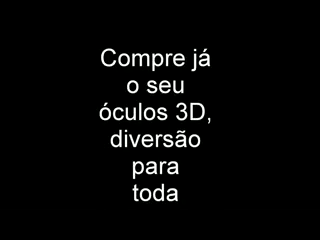 Compre já
o seu
óculos 3D,
diversão
para
toda